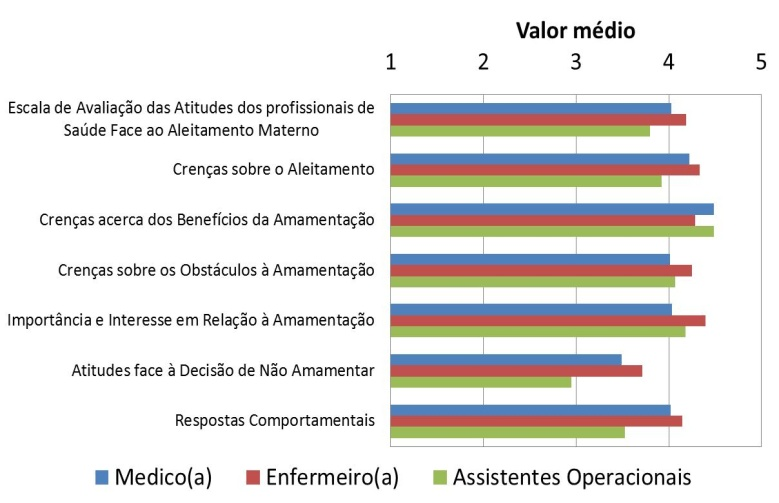 Valor médio
1 2 3 4 5
Escala de Avaliação das Atitudes dos profissionais de
Saúde Face ao Aleitamento Materno
Crenças sobre o Aleitamento
Crenças acerca dos Benefícios da Amamentação
Crenças sobre os Obstáculos à Amamentação
Importância e Interesse em Relação à Amamentação
Atitudes face à Decisão de Não Amamentar
Respostas Comportamentais
Medico(a) Enfermeiro(a) Assistentes Operacionais